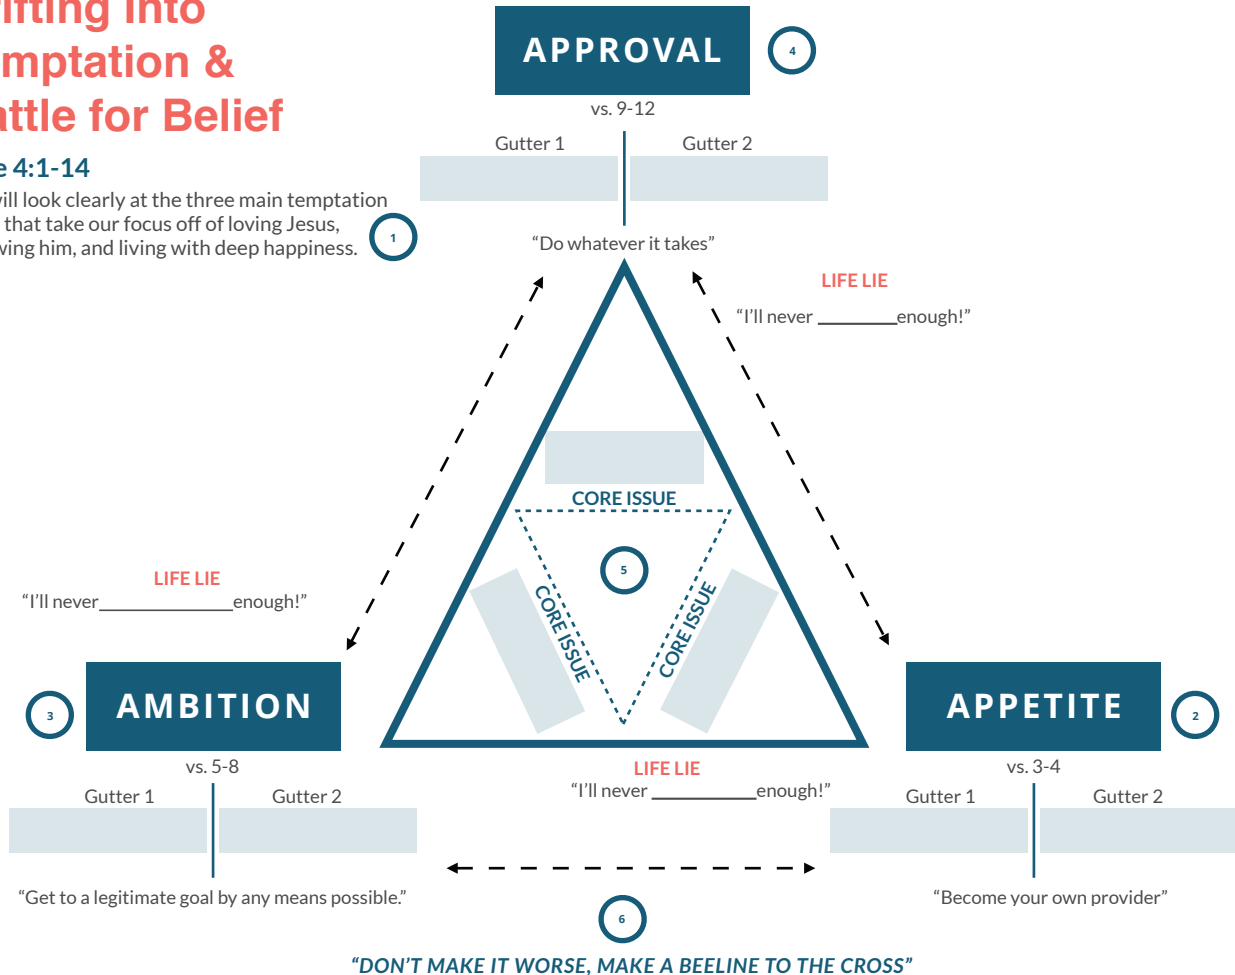 ifting Into
mptation &
attle for Belief
e 4:1-14
vill look clearly at the three main temptation
that take our focus off of loving Jesus,
wing him, and living with deep happiness.
1
APPROVAL
4
vs. 9-12
Gutter 1
Gutter 2
“Do whatever it takes”
LIFE LIE
“I’ll never ________enough!”
CORE ISSUE
5
CORE ISSUE
CORE ISSUE
LIFE LIE
“I’ll never_____________enough!”
3
AMBITION
vs. 5-8
Gutter 1
Gutter 2
“Get to a legitimate goal by any means possible.”
LIFE LIE
“I’ll never __________enough!”
APPETITE
2
vs. 3-4
Gutter 1
Gutter 2
“Become your own provider”
6
“DON’T MAKE IT WORSE, MAKE A BEELINE TO THE CROSS”